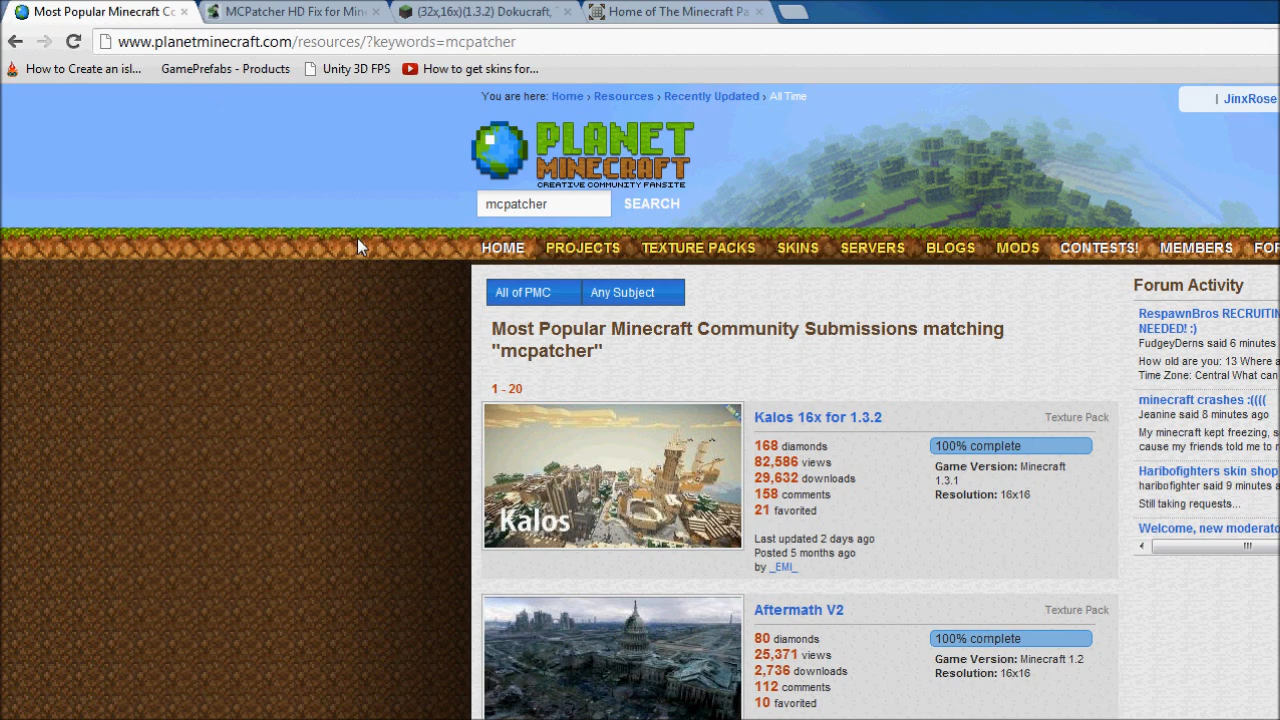 Most Popular Minecraft Cc
MCPatcher HD Fix for Min
(32x,16x)(1.3.2) Dokucraft,
Home of The Minecraft Pa
www.planetminecraft.com/resources/?keywords=mcpatcher
How to Create an isl...
GamePrefabs - Products
Unity 3D FPS
How to get skins for...
You are here: Home › Resources › Recently Updated › All Time
| JinxRose
PLANET
MINECRAFT
CREATIVE COMMUNITY FANSITE
mcpatcher
SEARCH
HOME PROJECTS TEXTURE PACKS SKINS SERVERS BLOGS MODS CONTESTS! MEMBERS FOR
All of PMC
Any Subject
Most Popular Minecraft Community Submissions matching
"mcpatcher"
1 - 20
Kalos
Kalos 16x for 1.3.2
Texture Pack
168 diamonds
82,586 views
29,632 downloads
158 comments
21 favorited
100% complete
Game Version: Minecraft
1.3.1
Resolution: 16x16
Last updated 2 days ago
Posted 5 months ago
by _EMI_
Aftermath V2
Texture Pack
80 diamonds
25,371 views
2,736 downloads
112 comments
10 favorited
100% complete
Game Version: Minecraft 1.2
Resolution: 16x16
Forum Activity
RespawnBros RECRUITIN
NEEDED! :)
FudgeyDerns said 6 minutes
How old are you: 13 Where a
Time Zone: Central What can
minecraft crashes :((((
Jeanine said 8 minutes ago
My minecraft kept freezing, s
cause my friends told me to r
Haribofighters skin shop
haribofighter said 9 minutes a
Still taking requests...
Welcome, new moderato